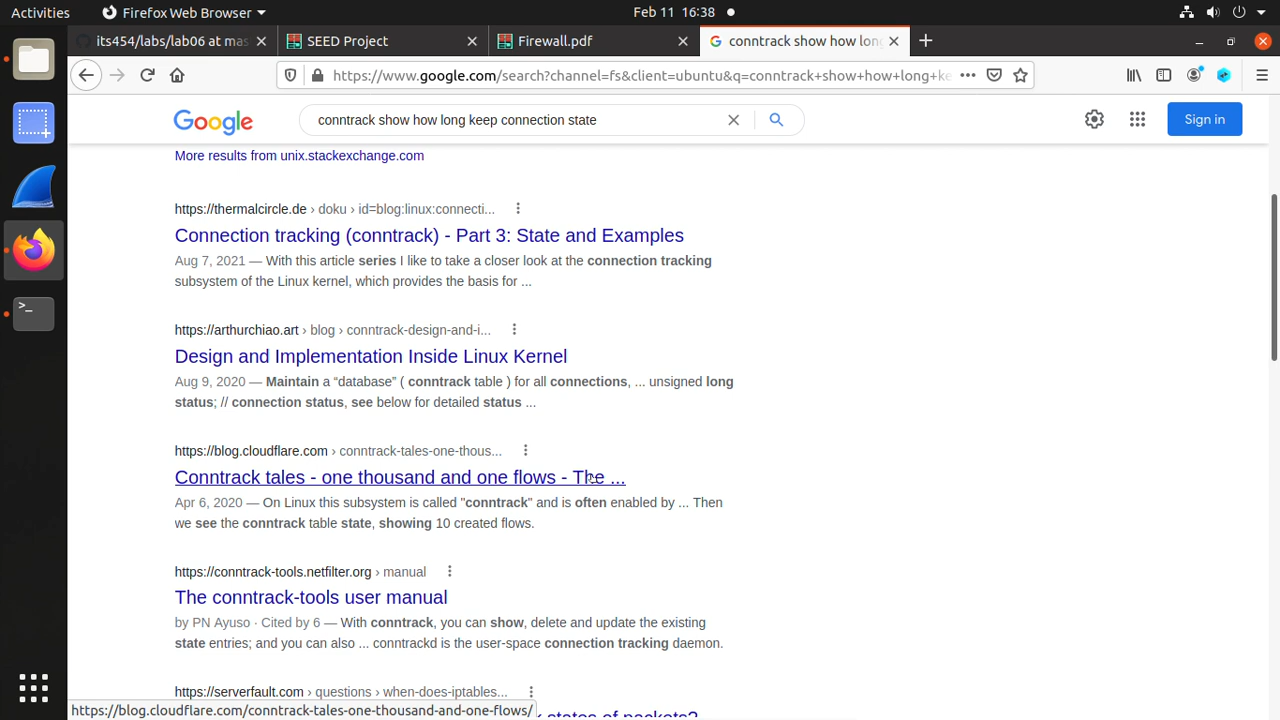 Activities
Firefox Web Browser
Feb 11 16:38
its454/labs/lab06 at mas
SEED Project
Firewall.pdf
conntrack show how long
https://www.google.com/search?channel=fs&client=ubuntu&q=conntrack+show+how+long+ke
Google
conntrack show how long keep connection state
Sign in
More results from unix.stackexchange.com
https://thermalcircle.de › doku › id=blog:linux:connecti...
Connection tracking (conntrack) - Part 3: State and Examples
Aug 7, 2021 — With this article series I like to take a closer look at the connection tracking
subsystem of the Linux kernel, which provides the basis for ...
https://arthurchiao.art › blog › conntrack-design-and-i...
Design and Implementation Inside Linux Kernel
Aug 9, 2020 — Maintain a “database” ( conntrack table ) for all connections, ... unsigned long
status; // connection status, see below for detailed status ...
https://blog.cloudflare.com › conntrack-tales-one-thous...
Conntrack tales - one thousand and one flows - The ...
Apr 6, 2020 — On Linux this subsystem is called "conntrack" and is often enabled by ... Then
we see the conntrack table state, showing 10 created flows.
https://conntrack-tools.netfilter.org › manual
The conntrack-tools user manual
by PN Ayuso · Cited by 6 — With conntrack, you can show, delete and update the existing
state entries; and you can also ... conntrackd is the user-space connection tracking daemon.
https://serverfault.com › questions › when-does-iptables...
states of packets?
https://blog.cloudflare.com/conntrack-tales-one-thousand-and-one-flows/